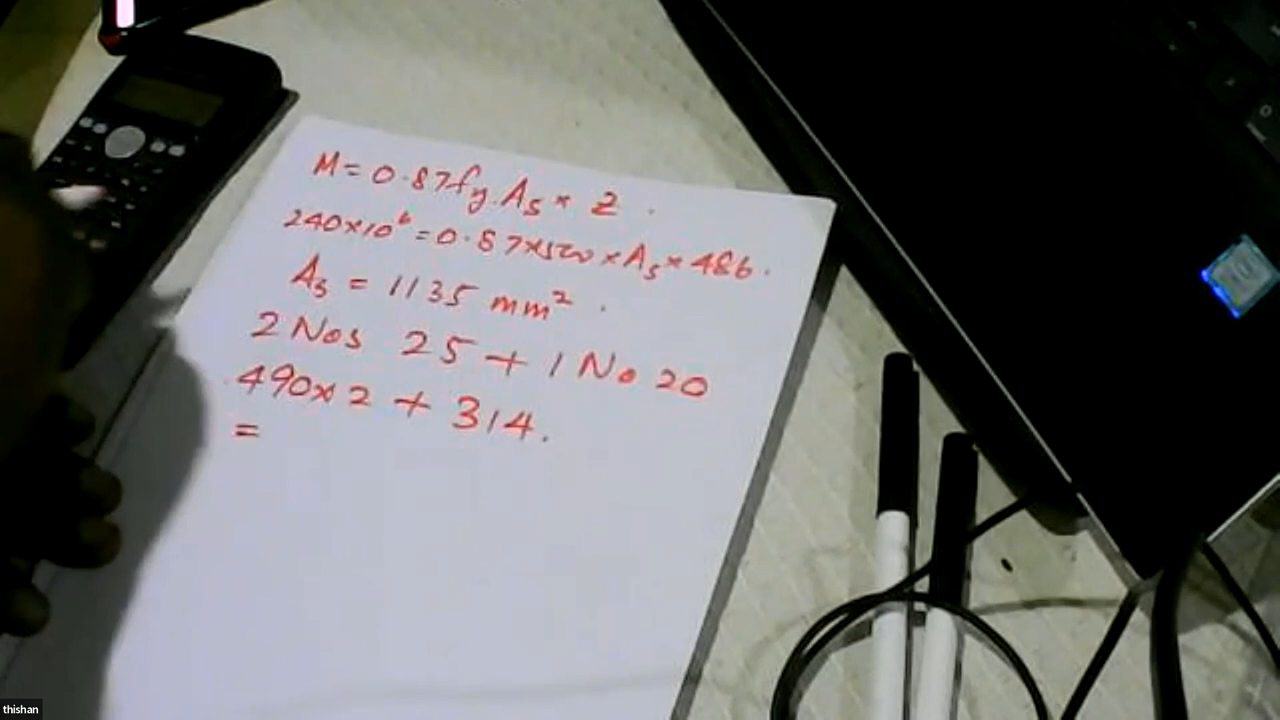 M=0.87fy.As × Z.
240×10⁶=0.87×500×As×486.
As = 1135 mm².
2 Nos 25 + 1 No 20
490×2 + 314.
=
thishan